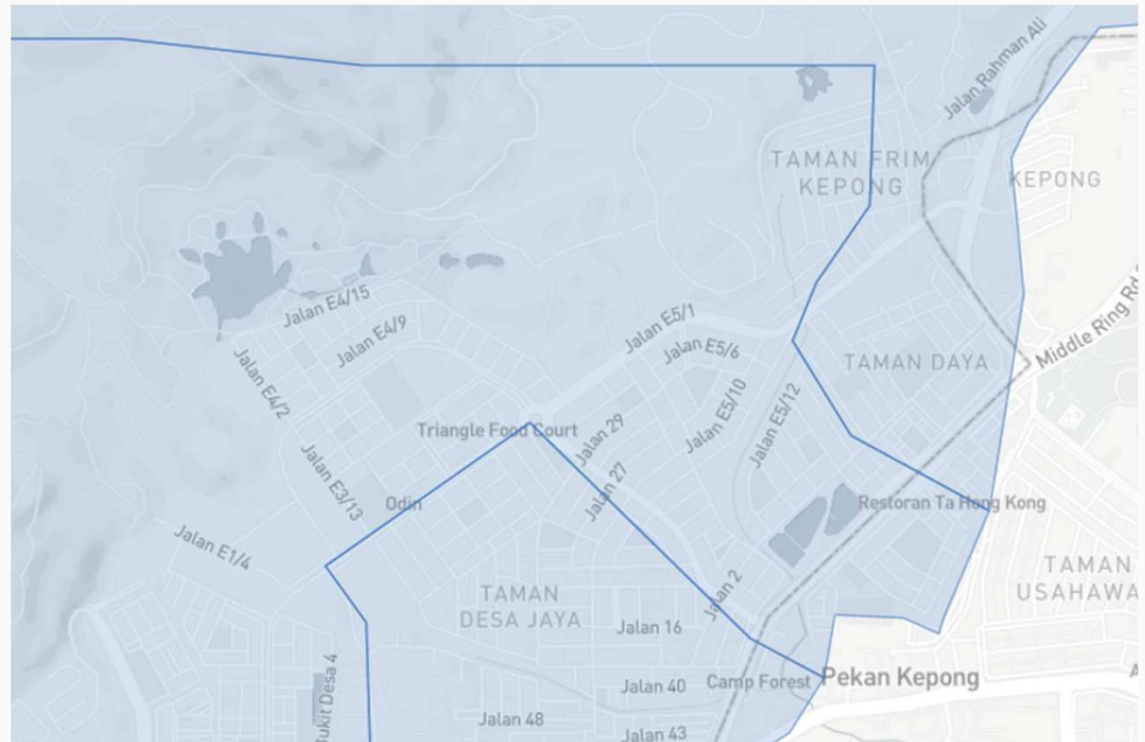 Jalan Rahman Ali
TAMAN FRIM
KEPONG
KEPONG
Jalan E4/15
Jalan E4/9
Jalan E5/1
Jalan E5/6
Middle Ring Rd
TAMAN DAYA
Jalan E4/2
Jalan E5/10
Jalan E5/12
Triangle Food Court
Jalan 29
Jalan E3/13
Jalan 27
Odin
Restoran Ta Hong Kong
Jalan E1/4
TAMAN
USAHAWA
TAMAN
DESA JAYA
Jalan 2
Jalan 16
Bukit Desa 4
Jalan 40
Camp Forest
Pekan Kepong
Jalan 48
Jalan 43